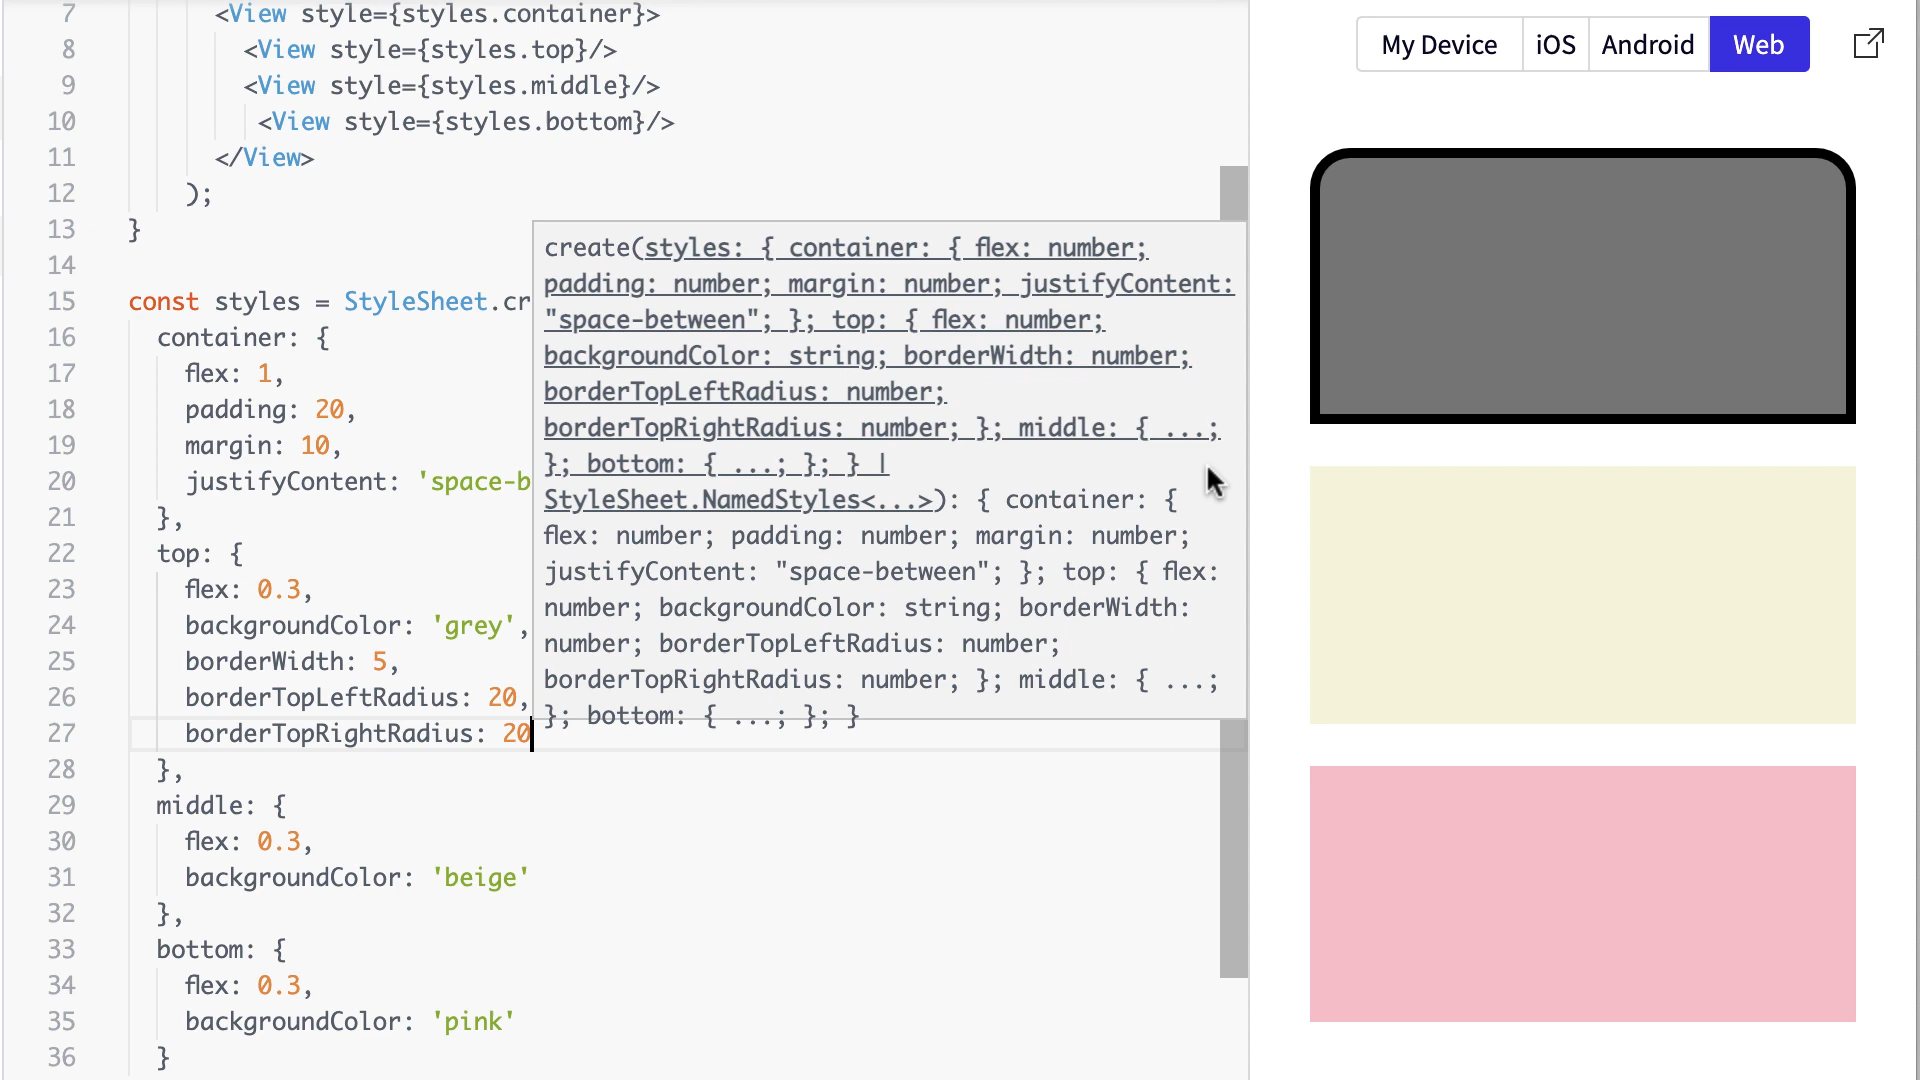 7 <View style={styles.container}>
8 <View style={styles.top}/>
9 <View style={styles.middle}/>
10 <View style={styles.bottom}/>
11 </View>
12 );
13 }
14
15 const styles = StyleSheet.cr
16 container: {
17 flex: 1,
18 padding: 20,
19 margin: 10,
20 justifyContent: 'space-b
21 },
22 top: {
23 flex: 0.3,
24 backgroundColor: 'grey',
25 borderWidth: 5,
26 borderTopLeftRadius: 20,
27 borderTopRightRadius: 20
28 },
29 middle: {
30 flex: 0.3,
31 backgroundColor: 'beige'
32 },
33 bottom: {
34 flex: 0.3,
35 backgroundColor: 'pink'
36 }
create(styles: { container: { flex: number;
padding: number; margin: number; justifyContent:
"space-between"; }; top: { flex: number;
backgroundColor: string; borderWidth: number;
borderTopLeftRadius: number;
borderTopRightRadius: number; }; middle: { ...;
}; bottom: { ...; }; } |
StyleSheet.NamedStyles<...>): { container: {
flex: number; padding: number; margin: number;
justifyContent: "space-between"; }; top: { flex:
number; backgroundColor: string; borderWidth:
number; borderTopLeftRadius: number;
borderTopRightRadius: number; }; middle: { ...;
}; bottom: { ...; }; }
My Device iOS Android Web